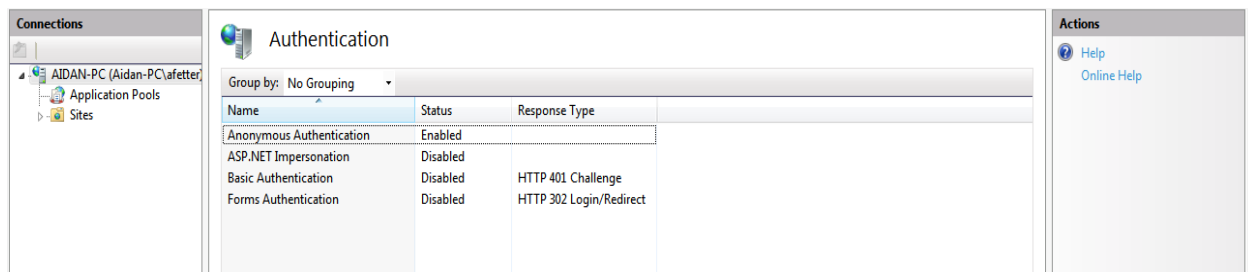 Connections
AIDAN-PC (Aidan-PC\afetter)
Application Pools
Sites
Authentication
Group by: No Grouping
Name Status Response Type
Anonymous Authentication Enabled
ASP.NET Impersonation Disabled
Basic Authentication Disabled HTTP 401 Challenge
Forms Authentication Disabled HTTP 302 Login/Redirect
Actions
Help
Online Help